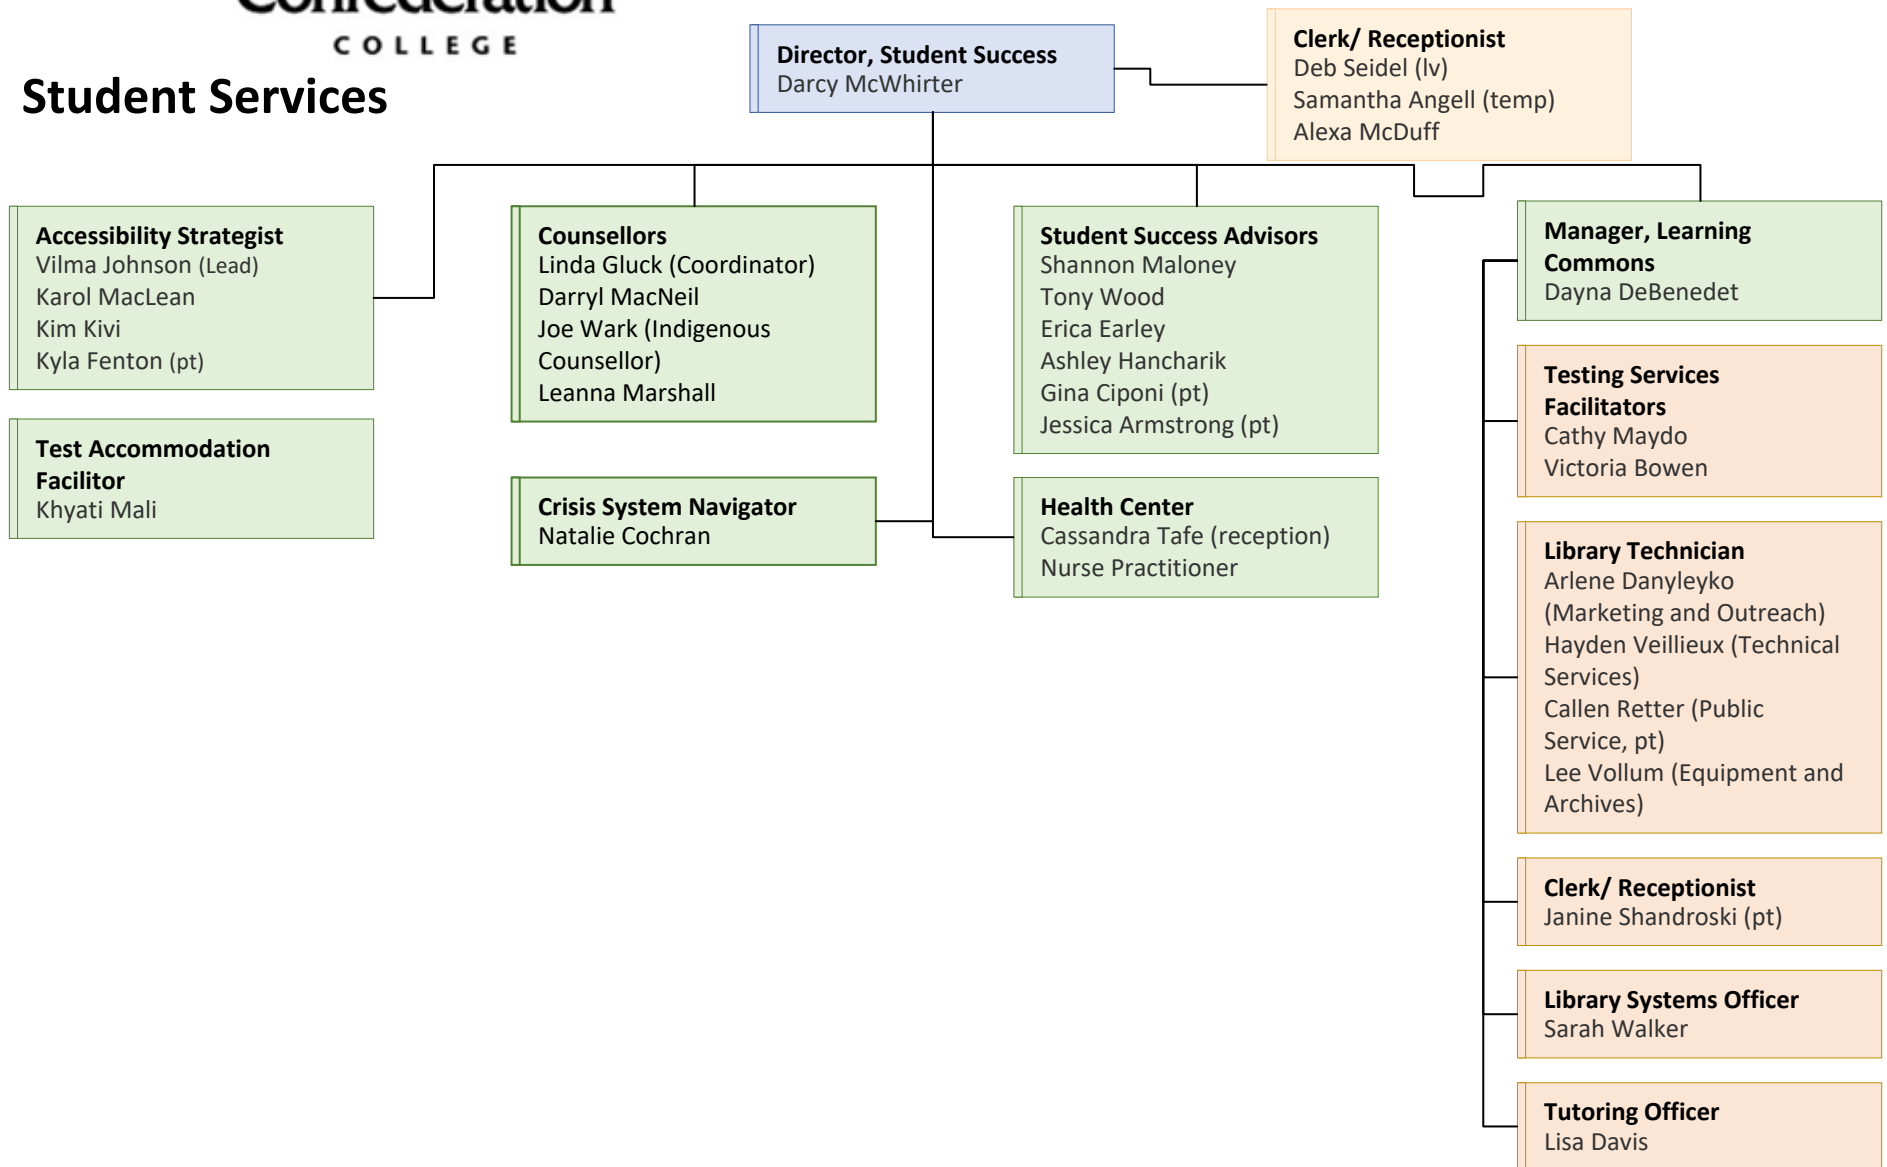 Confederation
COLLEGE
Student Services
Director, Student Success
Darcy McWhirter
Clerk/ Receptionist
Deb Seidel (lv)
Samantha Angell (temp)
Alexa McDuff
Accessibility Strategist
Vilma Johnson (Lead)
Karol MacLean
Kim Kivi
Kyla Fenton (pt)
Test Accommodation
Facilitor
Khyati Mali
Counsellors
Linda Gluck (Coordinator)
Darryl MacNeil
Joe Wark (Indigenous
Counsellor)
Leanna Marshall
Crisis System Navigator
Natalie Cochran
Student Success Advisors
Shannon Maloney
Tony Wood
Erica Earley
Ashley Hancharik
Gina Ciponi (pt)
Jessica Armstrong (pt)
Health Center
Cassandra Tafe (reception)
Nurse Practitioner
Manager, Learning
Commons
Dayna DeBenedet
Testing Services
Facilitators
Cathy Maydo
Victoria Bowen
Library Technician
Arlene Danyleyko
(Marketing and Outreach)
Hayden Veillieux (Technical
Services)
Callen Retter (Public
Service, pt)
Lee Vollum (Equipment and
Archives)
Clerk/ Receptionist
Janine Shandroski (pt)
Library Systems Officer
Sarah Walker
Tutoring Officer
Lisa Davis